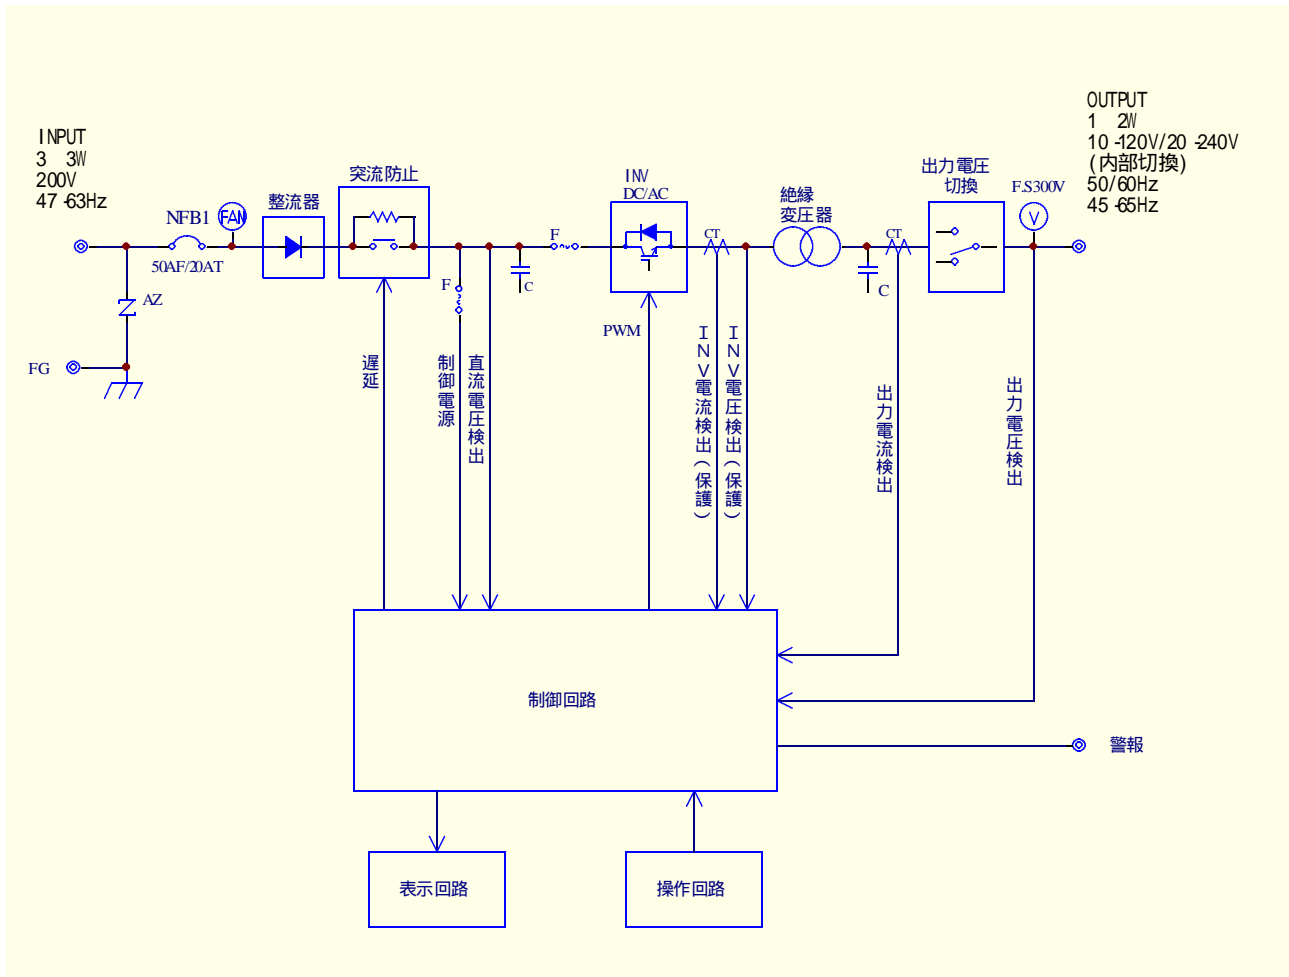 INPUT
3 3W
200V
47-63Hz
NFB1
FAN
50AF/20AT
AZ
FG
整流器
突流防止
F
C
F
INV
DC/AC
CT
絶縁
変圧器
CT
C
出力電圧
切換
F.S300V
V
OUTPUT
1 2W
10-120V/20-240V
(内部切換)
50/60Hz
45-65Hz
PWM
遅延
制御電源
直流電圧検出
INV電流検出(保護)
INV電圧検出(保護)
出力電流検出
出力電圧検出
制御回路
警報
表示回路
操作回路